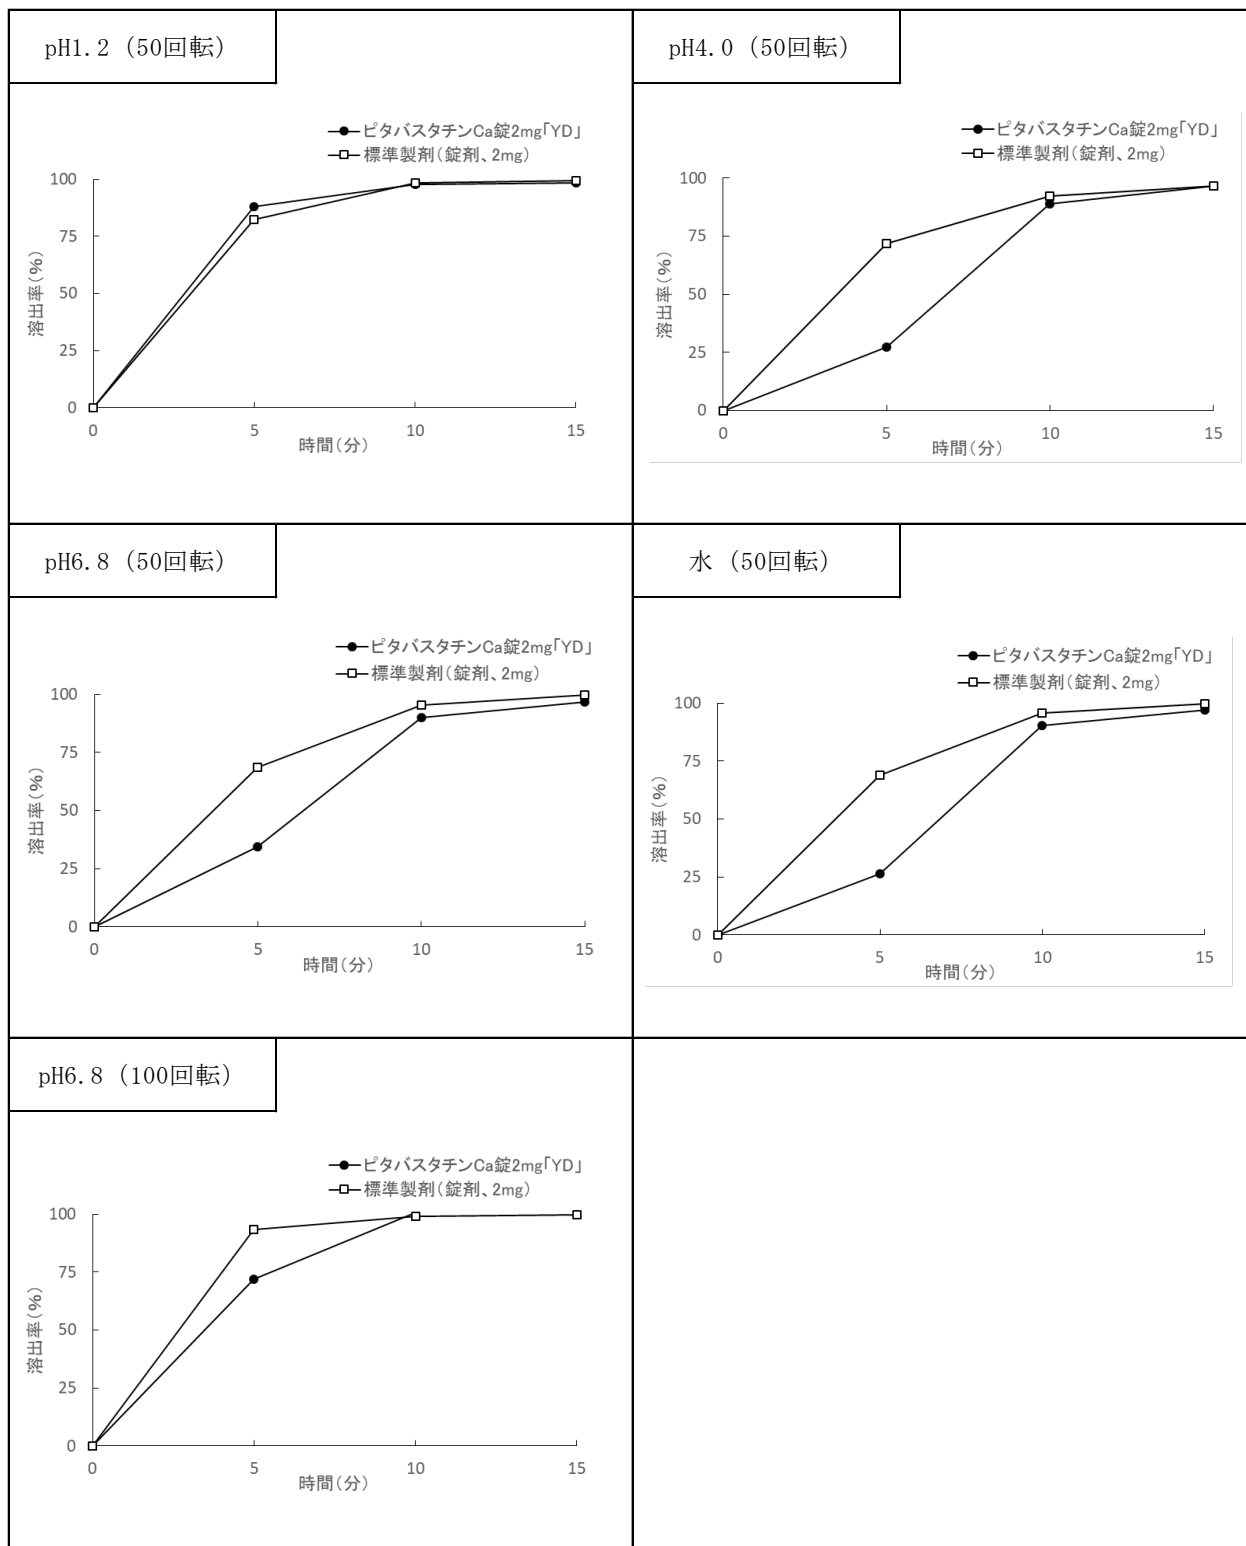 pH1.2（50回転）
ピタバスタチンCa錠2mg「YD」
標準製剤（錠剤、2mg）
100
75
50
25
0
溶出率（%）
0 5 10 15
時間（分）
pH4.0（50回転）
ピタバスタチンCa錠2mg「YD」
標準製剤（錠剤、2mg）
100
75
50
25
0
溶出率（%）
0 5 10 15
時間（分）
pH6.8（50回転）
ピタバスタチンCa錠2mg「YD」
標準製剤（錠剤、2mg）
100
75
50
25
0
溶出率（%）
0 5 10 15
時間（分）
水（50回転）
ピタバスタチンCa錠2mg「YD」
標準製剤（錠剤、2mg）
100
75
50
25
0
溶出率（%）
0 5 10 15
時間（分）
pH6.8（100回転）
ピタバスタチンCa錠2mg「YD」
標準製剤（錠剤、2mg）
100
75
50
25
0
溶出率（%）
0 5 10 15
時間（分）